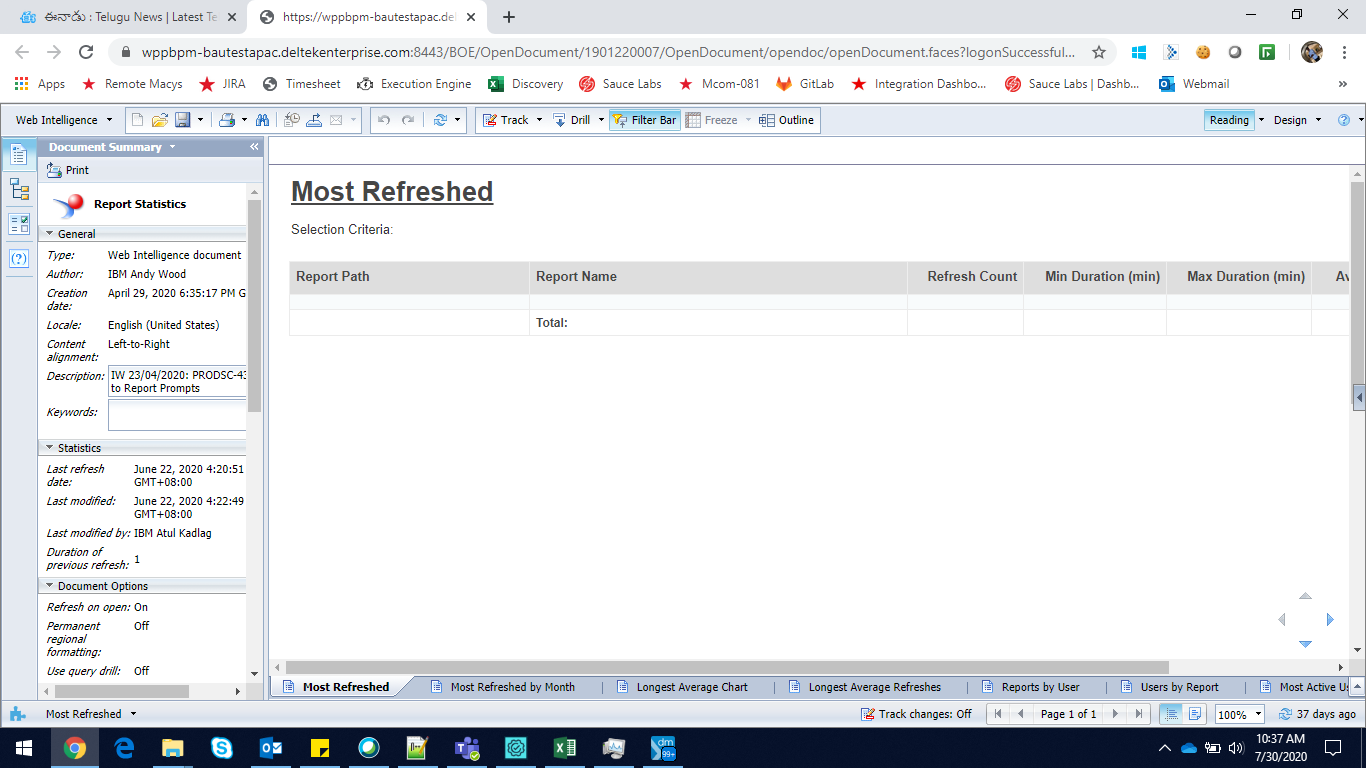 ఈనాడు : Telugu News | Latest Te
https://wppbpm-bautestapac.del
wppbpm-bautestapac.deltekenterprise.com:8443/BOE/OpenDocument/1901220007/OpenDocument/opendoc/openDocument.faces?logonSuccessful...
Apps Remote Macys JIRA Timesheet Execution Engine Discovery Sauce Labs Mcom-081 GitLab Integration Dashbo... Sauce Labs | Dashb... Webmail »
Web Intelligence Track Drill Filter Bar Freeze Outline Reading Design
Document Summary
Print
Report Statistics
General
Type: Web Intelligence document
Author: IBM Andy Wood
Creation date: April 29, 2020 6:35:17 PM G
Locale: English (United States)
Content alignment: Left-to-Right
Description: IW 23/04/2020: PRODSC-43
to Report Prompts
Keywords:
Statistics
Last refresh date: June 22, 2020 4:20:51
GMT+08:00
Last modified: June 22, 2020 4:22:49
GMT+08:00
Last modified by: IBM Atul Kadlag
Duration of previous refresh: 1
Document Options
Refresh on open: On
Permanent regional formatting: Off
Use query drill: Off
Most Refreshed
Selection Criteria:
Report Path Report Name Refresh Count Min Duration (min) Max Duration (min) Av
Total:
Most Refreshed Most Refreshed by Month Longest Average Chart Longest Average Refreshes Reports by User Users by Report Most Active Us
Most Refreshed Track changes: Off Page 1 of 1 100% 37 days ago
dm
99+
10:37 AM
7/30/2020